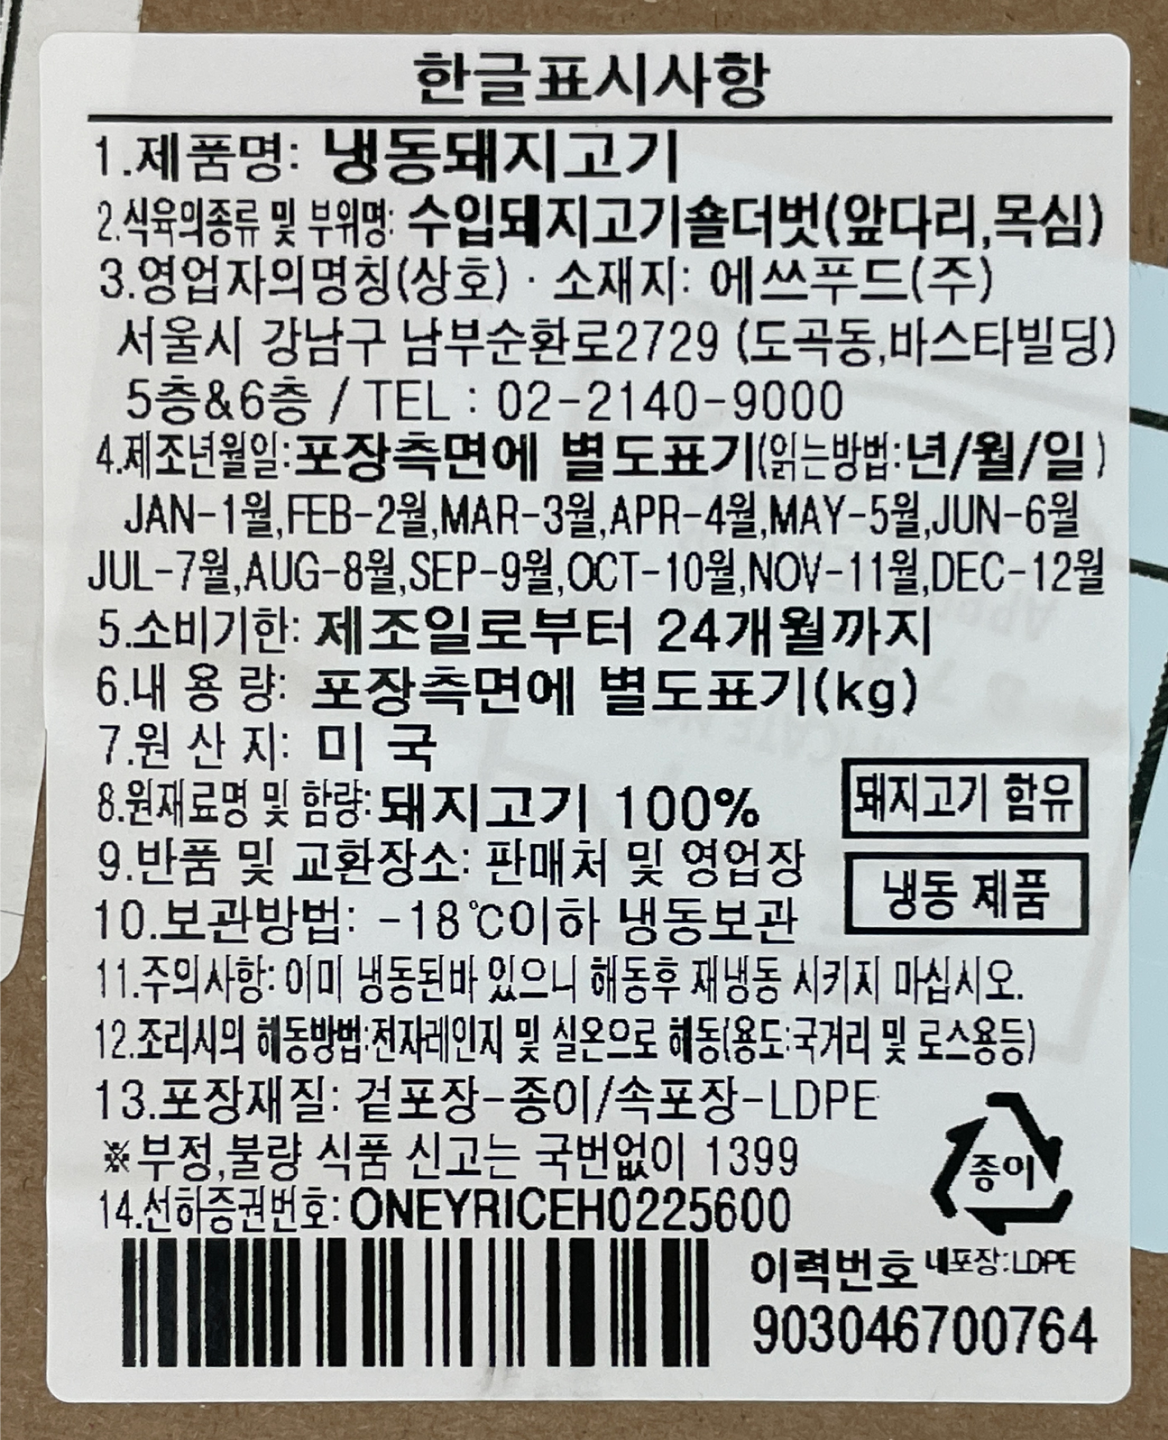 한글표시사항
1.제품명: 냉동돼지고기
2.식육의종류 및 부위명: 수입돼지고기숄더벗(앞다리,목심)
3.영업자의명칭(상호) · 소재지: 에쓰푸드(주)
서울시 강남구 남부순환로2729 (도곡동,바스타빌딩)
5층&6층 / TEL : 02-2140-9000
4.제조년월일:포장측면에 별도표기(읽는방법:년/월/일)
JAN-1월,FEB-2월,MAR-3월,APR-4월,MAY-5월,JUN-6월
JUL-7월,AUG-8월,SEP-9월,OCT-10월,NOV-11월,DEC-12월
5.소비기한: 제조일로부터 24개월까지
6.내 용 량: 포장측면에 별도표기(kg)
7.원 산 지: 미 국
8.원재료명 및 함량:돼지고기 100%
돼지고기 함유
9.반품 및 교환장소: 판매처 및 영업장
냉동 제품
10.보관방법: -18℃이하 냉동보관
11.주의사항: 이미 냉동된바 있으니 해동후 재냉동 시키지 마십시오.
12.조리시의 해동방법:전자레인지 및 실온으로 해동(용도:국거리 및 로스용등)
13.포장재질: 겉포장-종이/속포장-LDPE
※부정,불량 식품 신고는 국번없이 1399
종이
14.선하증권번호:ONEYRICEH0225600
이력번호 내포장:LDPE
903046700764